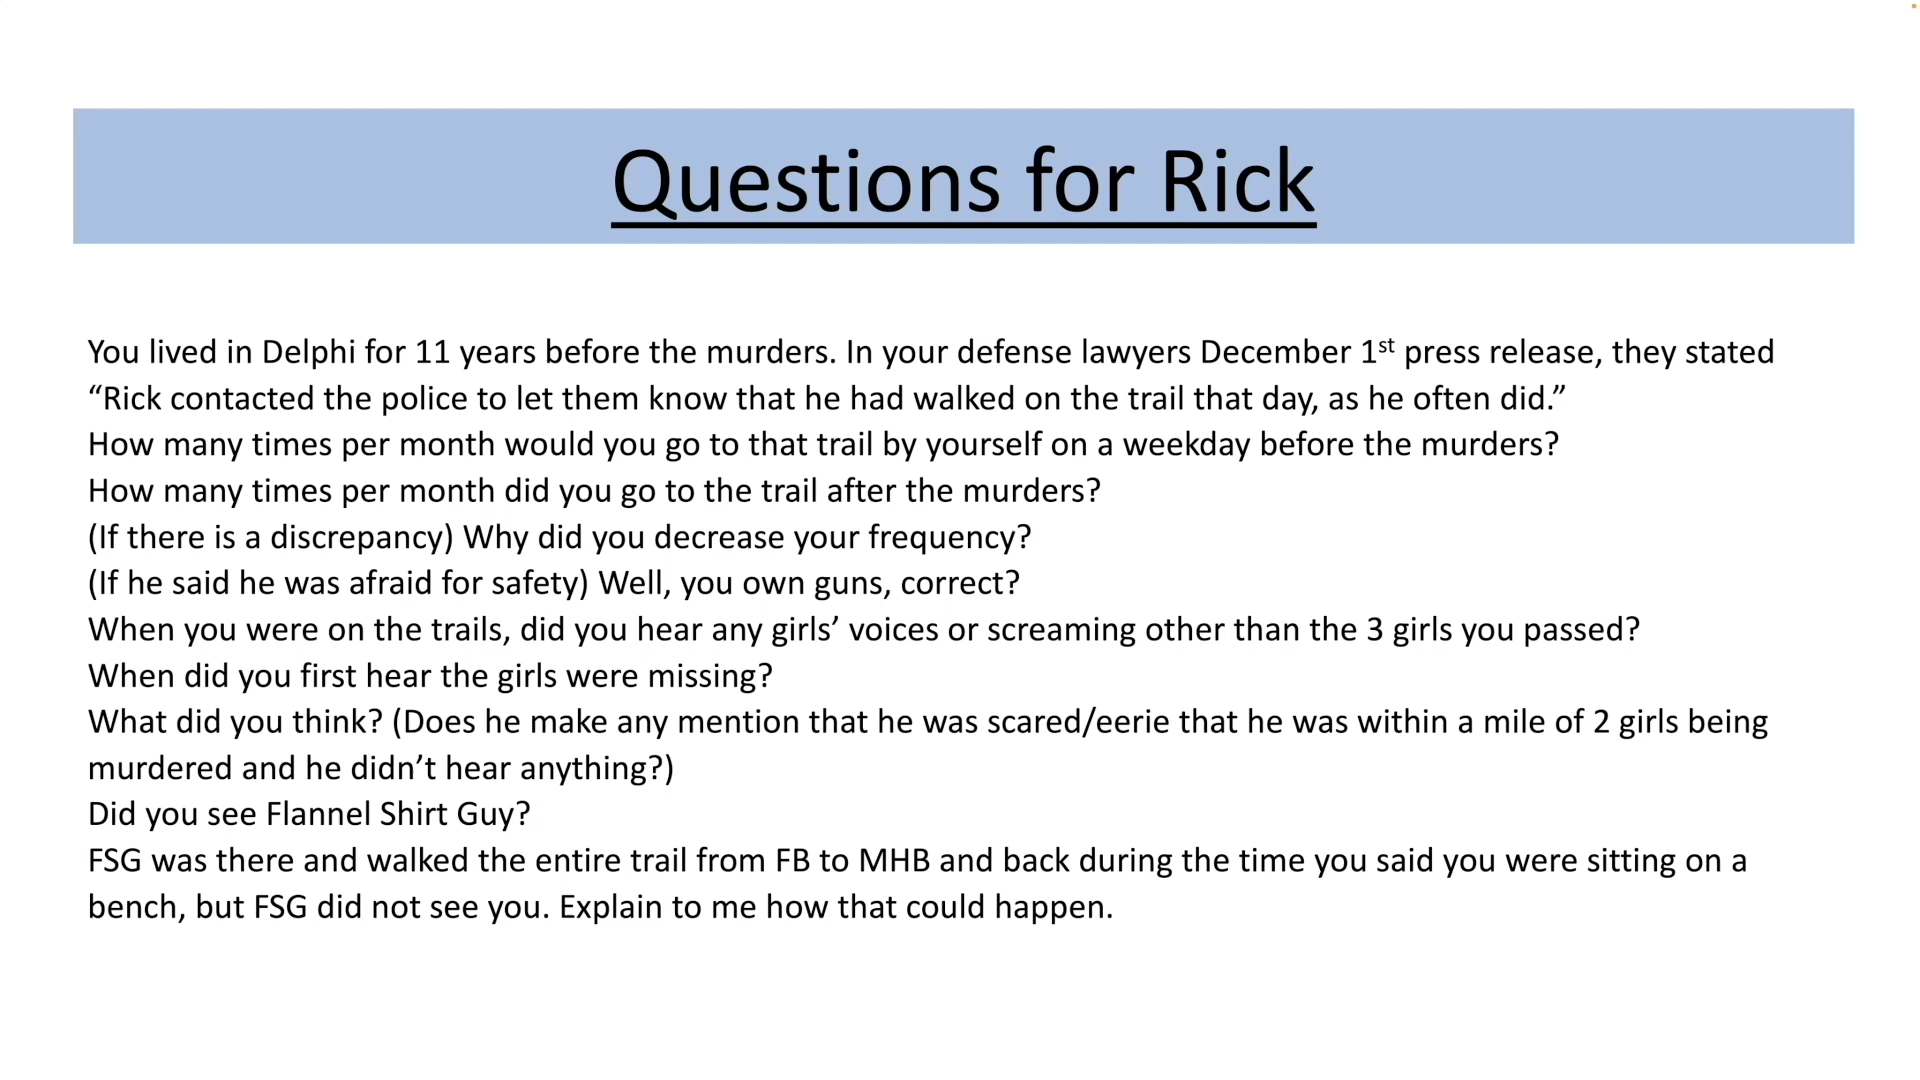 Questions for Rick
You lived in Delphi for 11 years before the murders. In your defense lawyers December 1st press release, they stated
“Rick contacted the police to let them know that he had walked on the trail that day, as he often did.”
How many times per month would you go to that trail by yourself on a weekday before the murders?
How many times per month did you go to the trail after the murders?
(If there is a discrepancy) Why did you decrease your frequency?
(If he said he was afraid for safety) Well, you own guns, correct?
When you were on the trails, did you hear any girls’ voices or screaming other than the 3 girls you passed?
When did you first hear the girls were missing?
What did you think? (Does he make any mention that he was scared/eerie that he was within a mile of 2 girls being
murdered and he didn’t hear anything?)
Did you see Flannel Shirt Guy?
FSG was there and walked the entire trail from FB to MHB and back during the time you said you were sitting on a
bench, but FSG did not see you. Explain to me how that could happen.